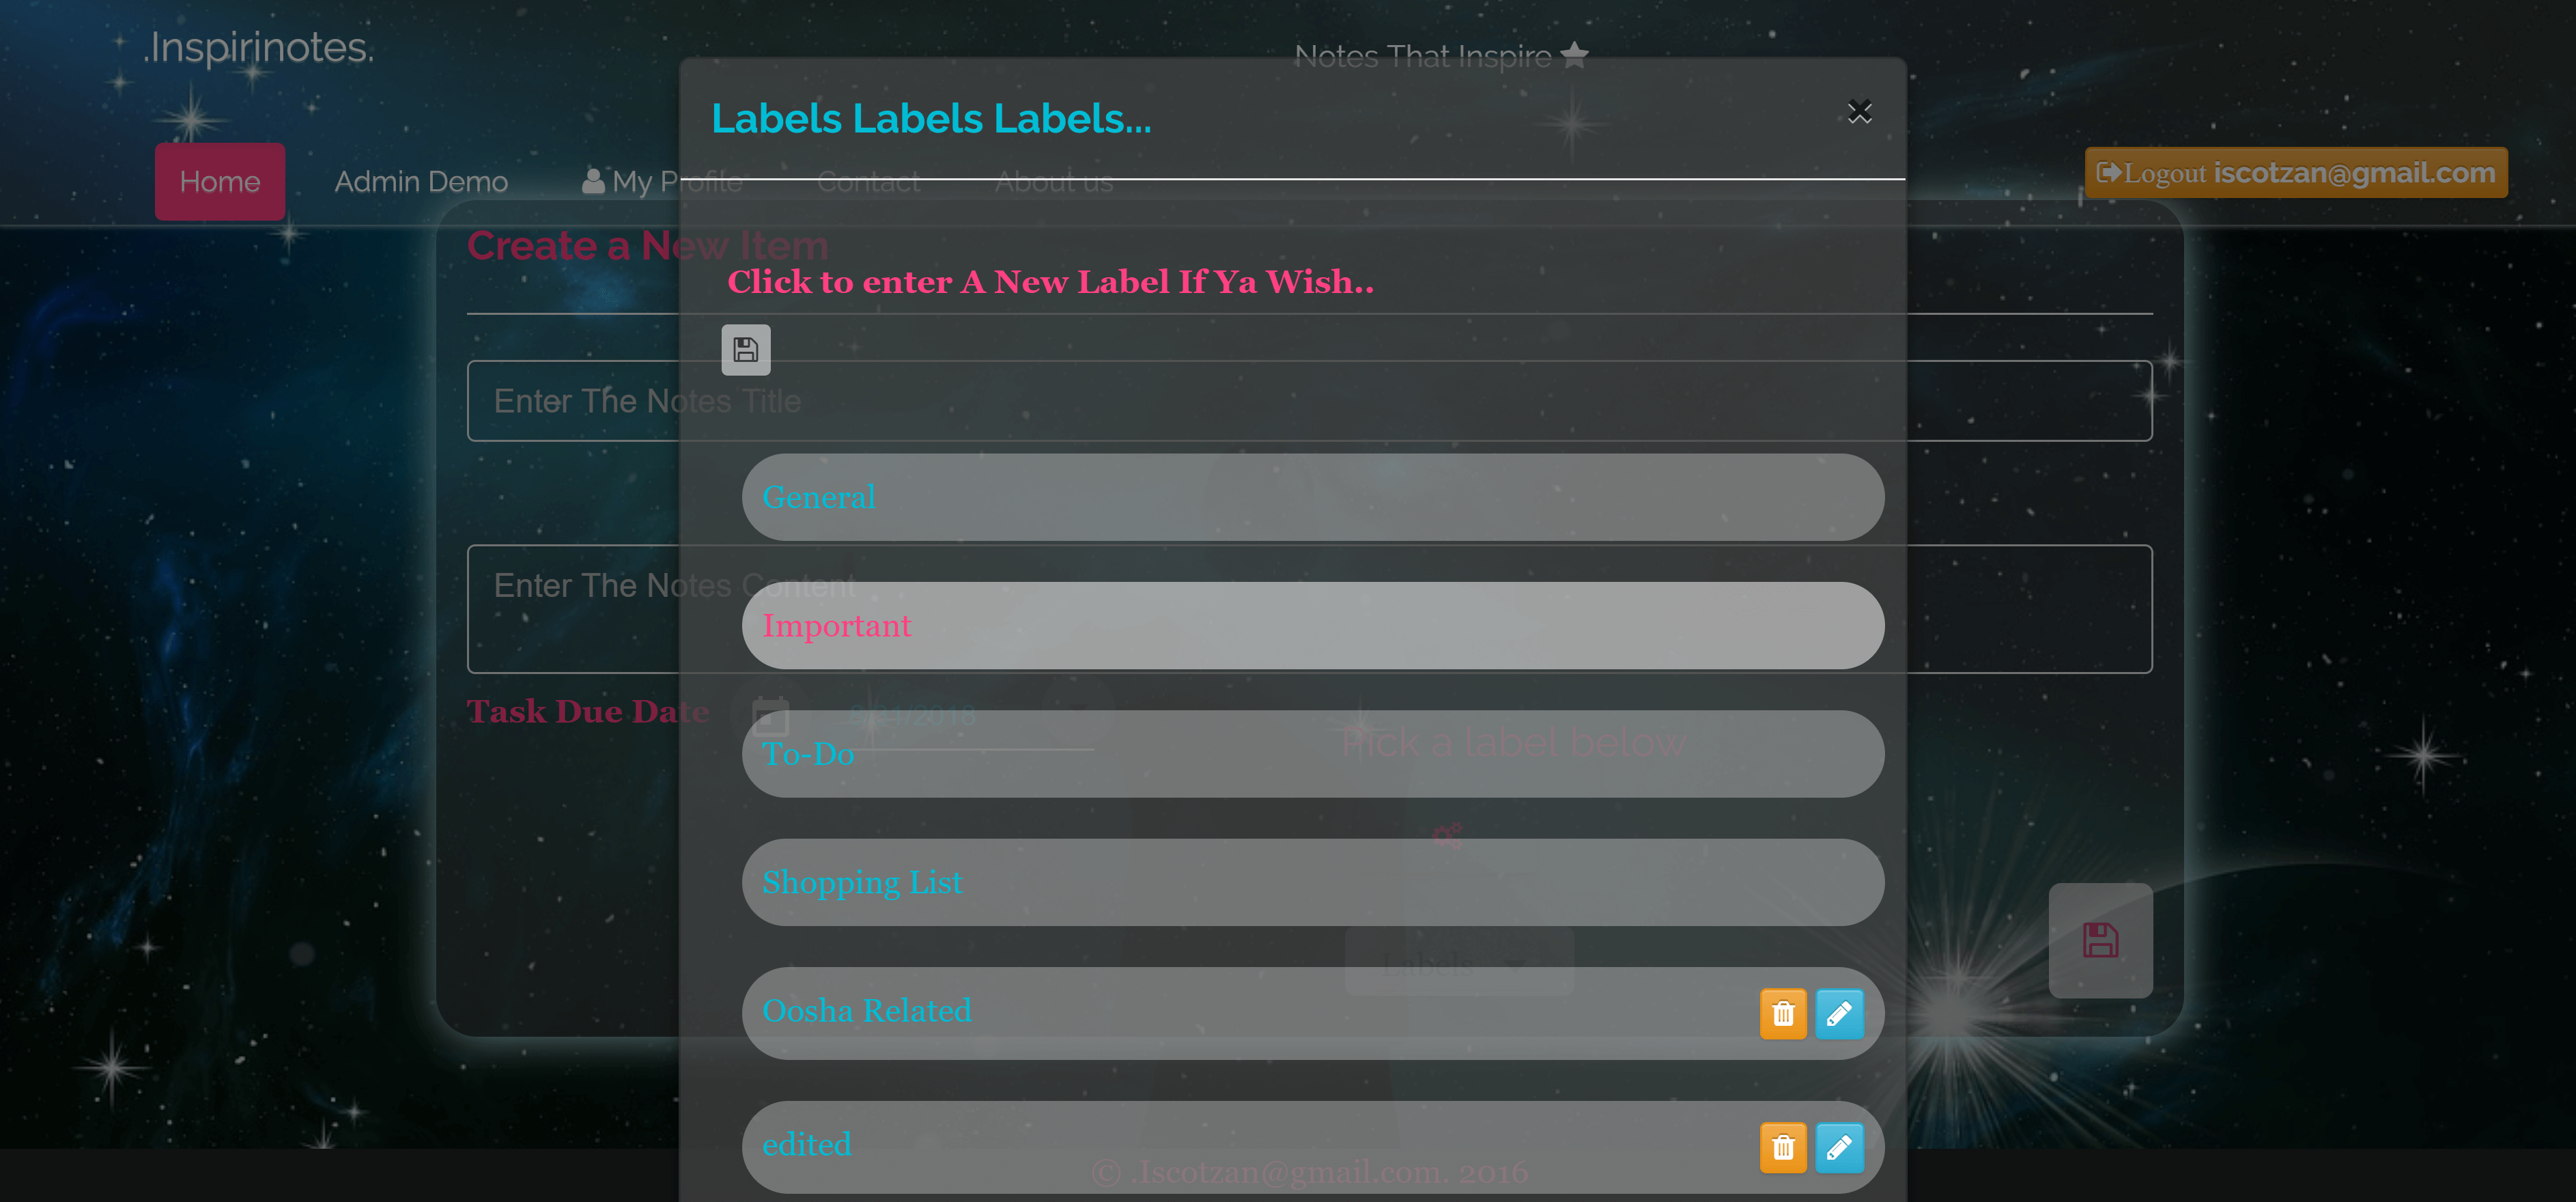 .Inspirinotes.
Notes That Inspire
Labels Labels Labels...
Home
Admin Demo
My Profile
Contact
About us
Logout iscotzan@gmail.com
Create a New Item
Click to enter A New Label If Ya Wish..
Enter The Notes Title
General
Enter The Notes Content
Important
Task Due Date
Pick a label below
To-Do
Shopping List
Labels
Oosha Related
edited
© .Iscotzan@gmail.com. 2016